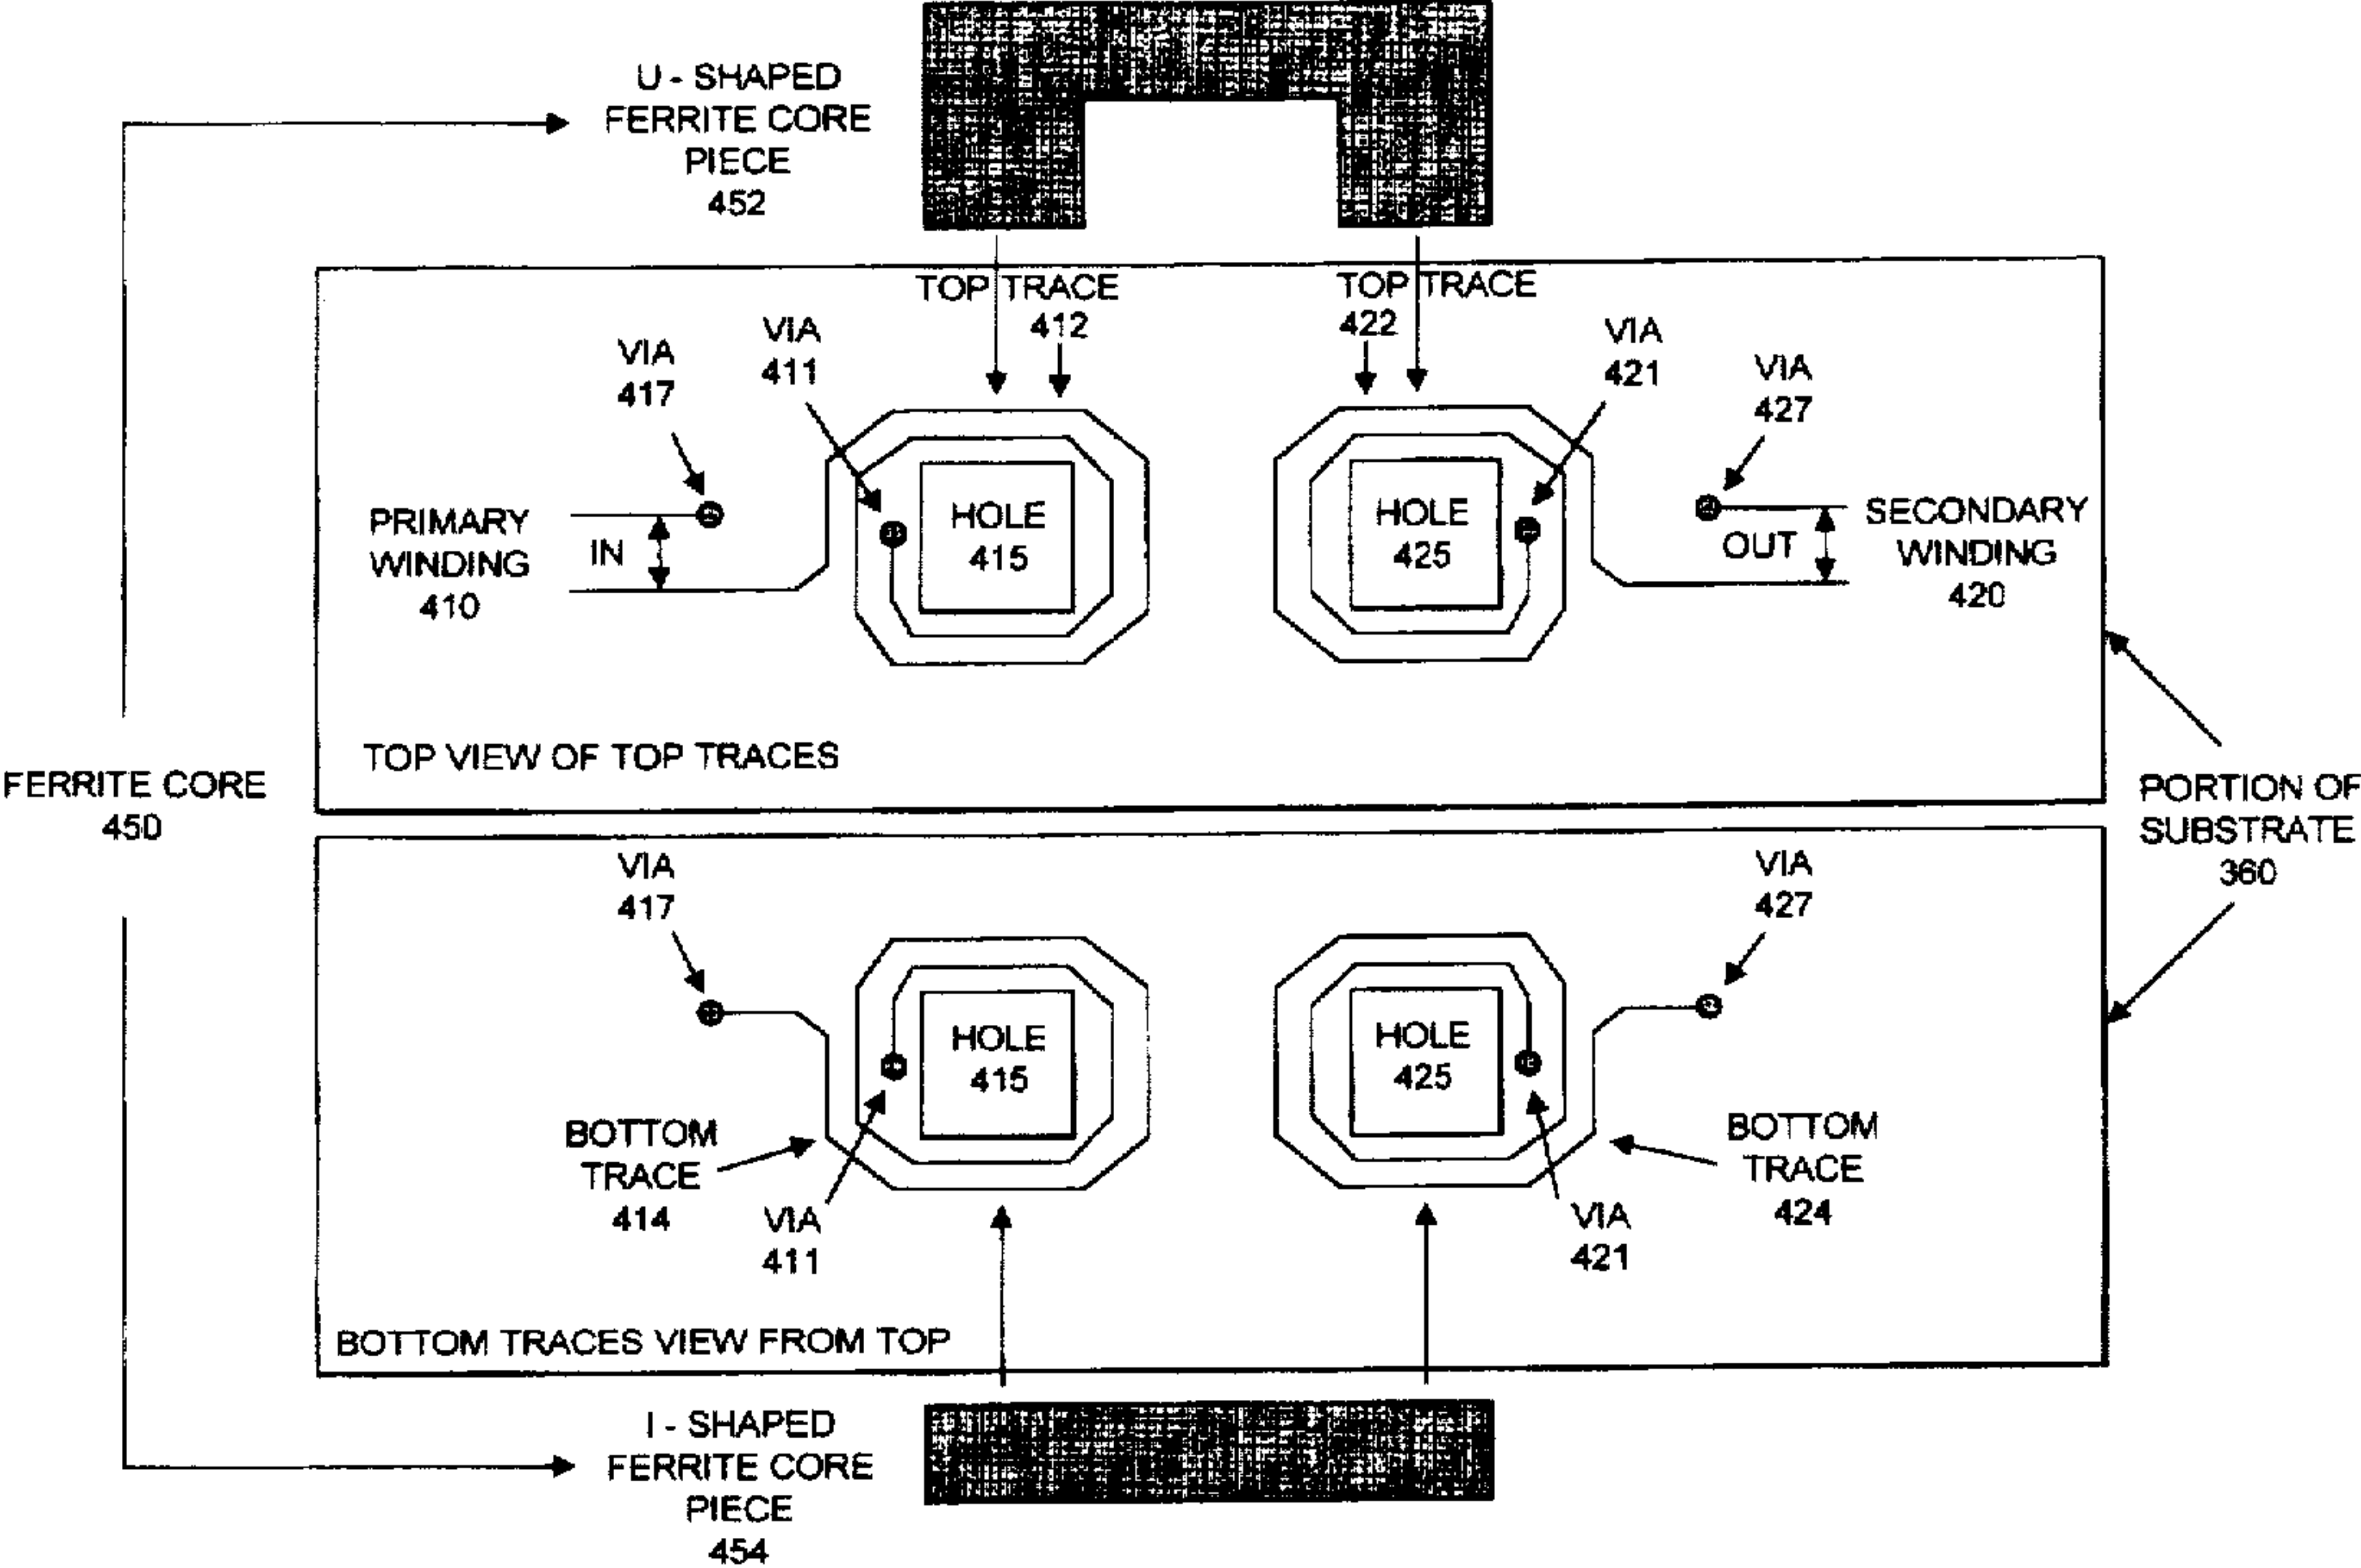 U - SHAPED
FERRITE CORE
PIECE
452
TOP TRACE
412
TOP TRACE
422
VIA
417
VIA
411
VIA
421
VIA
427
PRIMARY
WINDING
410
IN
HOLE
415
HOLE
425
OUT
SECONDARY
WINDING
420
TOP VIEW OF TOP TRACES
FERRITE CORE
450
PORTION OF
SUBSTRATE
360
VIA
417
VIA
427
HOLE
415
HOLE
425
BOTTOM
TRACE
414
VIA
411
VIA
421
BOTTOM
TRACE
424
BOTTOM TRACES VIEW FROM TOP
I - SHAPED
FERRITE CORE
PIECE
454